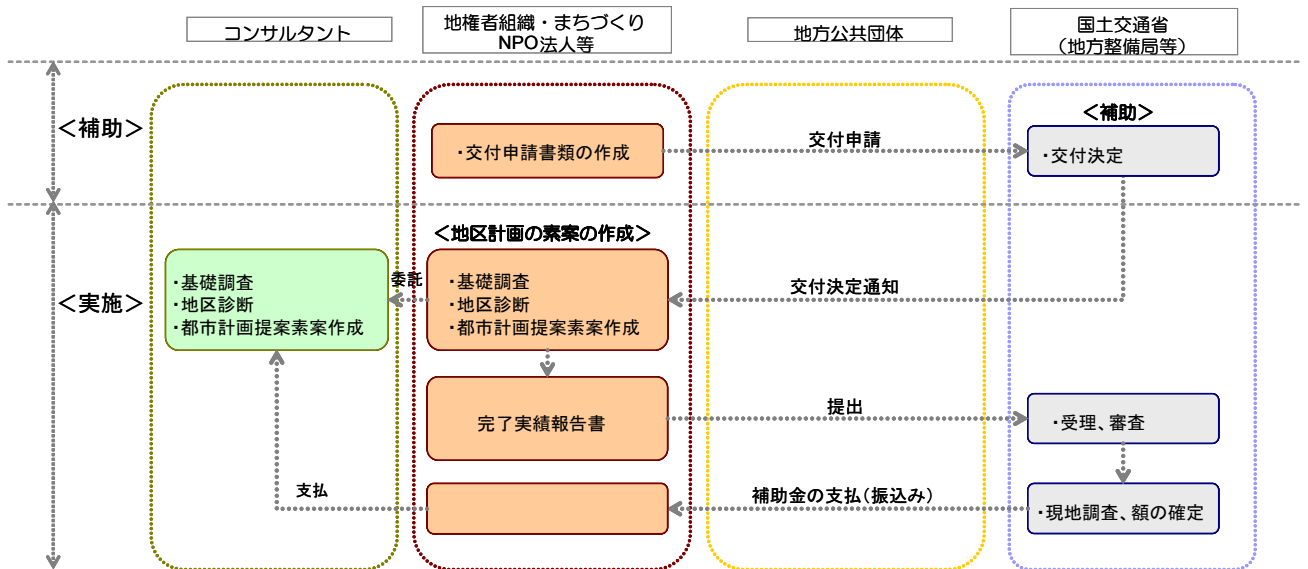 コンサルタント
地権者組織・まちづくり
NPO法人等
地方公共団体
国土交通省
（地方整備局等）
＜補助＞
・交付申請書類の作成
交付申請
＜補助＞
・交付決定
＜実施＞
・基礎調査
・地区診断
・都市計画提案素案作成
委託
＜地区計画の素案の作成＞
・基礎調査
・地区診断
・都市計画提案素案作成
交付決定通知
完了実績報告書
提出
・受理、審査
支払
補助金の支払（振込み）
・現地調査、額の確定